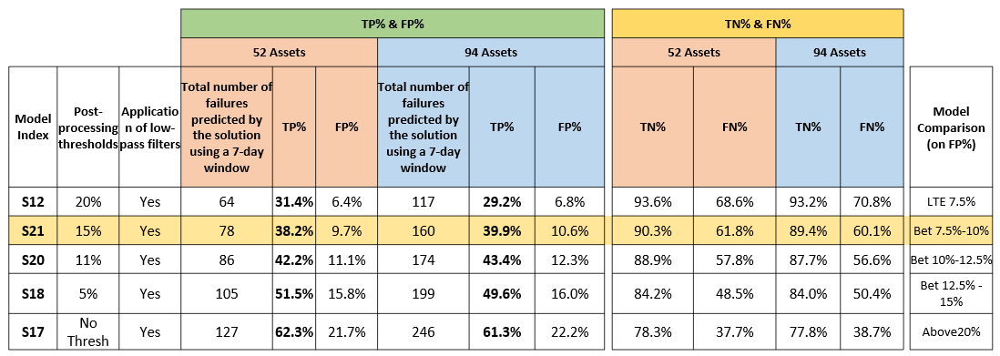 TP% & FP%
TN% & FN%
52 Assets
94 Assets
52 Assets
94 Assets
Model
Index
Post-
processing
thresholds
Applicatio
n of low-
pass filters
Total number of
failures
predicted by
the solution
using a 7-day
window
TP%
FP%
Total number of
failures
predicted by
the solution
using a 7-day
window
TP%
FP%
TN%
FN%
TN%
FN%
Model
Comparison
(on FP%)
S12 20% Yes 64 31.4% 6.4% 117 29.2% 6.8% 93.6% 68.6% 93.2% 70.8% LTE 7.5%
S21 15% Yes 78 38.2% 9.7% 160 39.9% 10.6% 90.3% 61.8% 89.4% 60.1% Bet 7.5%-10%
S20 11% Yes 86 42.2% 11.1% 174 43.4% 12.3% 88.9% 57.8% 87.7% 56.6% Bet 10%-12.5%
S18 5% Yes 105 51.5% 15.8% 199 49.6% 16.0% 84.2% 48.5% 84.0% 50.4% Bet 12.5% -
15%
S17 No
Thresh Yes 127 62.3% 21.7% 246 61.3% 22.2% 78.3% 37.7% 77.8% 38.7% Above20%